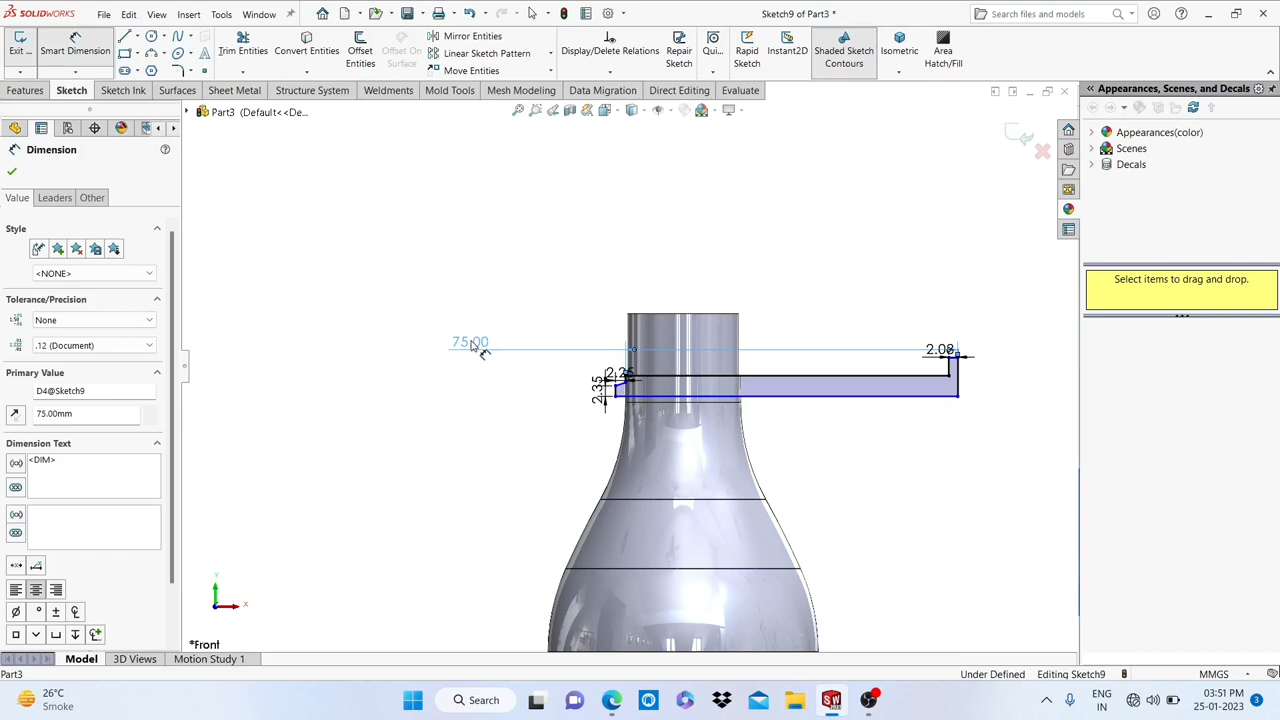 SOLIDWORKS
File
Edit
View
Insert
Tools
Window
Sketch9 of Part3 *
Search files and models
Exit ...
Smart Dimension
Trim Entities
Convert Entities
Offset Entities
Offset On Surface
Mirror Entities
Linear Sketch Pattern
Move Entities
Display/Delete Relations
Repair Sketch
Qui...
Rapid Sketch
Instant2D
Shaded Sketch Contours
Isometric
Area Hatch/Fill
Features
Sketch
Sketch Ink
Surfaces
Sheet Metal
Structure System
Weldments
Mold Tools
Mesh Modeling
Data Migration
Direct Editing
Evaluate
Appearances, Scenes, and Decals
Part3 (Default<<De...
Appearances(color)
Scenes
Decals
Dimension
Value
Leaders
Other
Style
<NONE>
Tolerance/Precision
None
.12 (Document)
Primary Value
D4@Sketch9
75.00mm
Dimension Text
<DIM>
Select items to drag and drop.
75.00
2.08
2.25
2.35
Y
X
*Front
Model
3D Views
Motion Study 1
Part3
Under Defined
Editing Sketch9
MMGS
26°C
Smoke
Search
ENG
IN
03:51 PM
25-01-2023
3